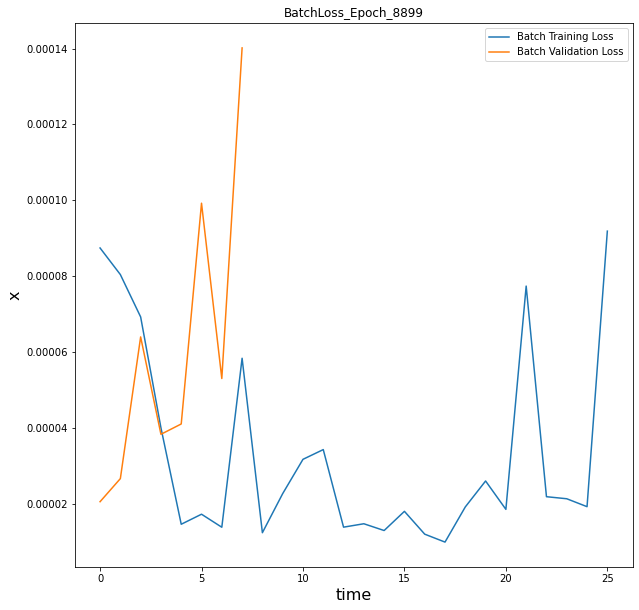 BatchLoss_Epoch_8899
Batch Training Loss
Batch Validation Loss
0.00014
0.00012
0.00010
0.00008
0.00006
0.00004
0.00002
x
0 5 10 15 20 25
time